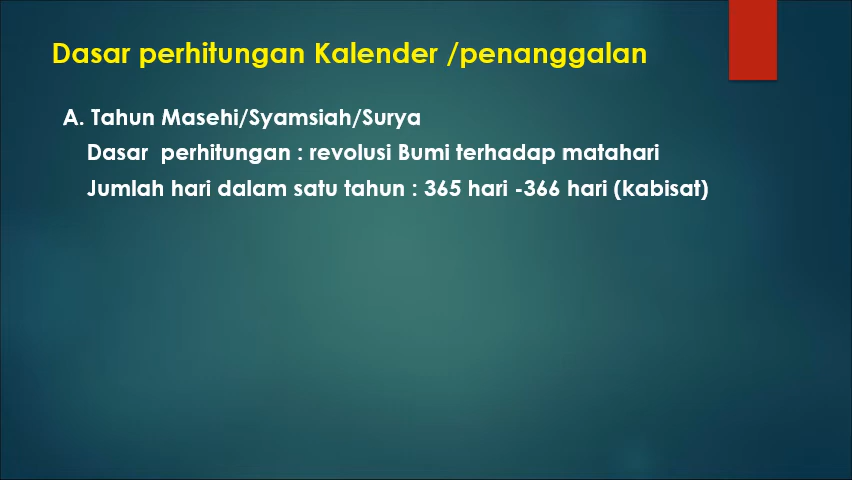 Dasar perhitungan Kalender /penanggalan
A. Tahun Masehi/Syamsiah/Surya
Dasar  perhitungan : revolusi Bumi terhadap matahari
Jumlah hari dalam satu tahun : 365 hari -366 hari (kabisat)